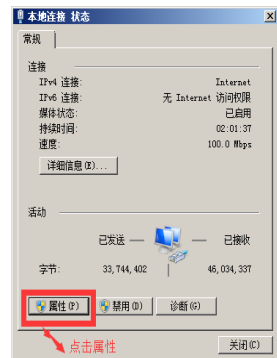 本地连接 状态
常规
连接
IPv4 连接: Internet
IPv6 连接: 无 Internet 访问权限
媒体状态: 已启用
持续时间: 02:01:37
速度: 100.0 Mbps
详细信息(E)...
活动
已发送 — — 已接收
字节: 33,744,402 | 46,034,337
属性(P) 禁用(D) 诊断(G)
点击属性
关闭(C)